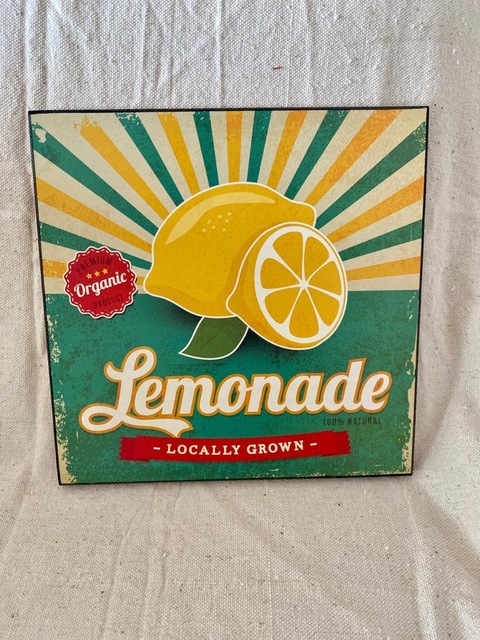 PREMIUM
Organic
PRODUCT
Lemonade
100% NATURAL
- LOCALLY GROWN -